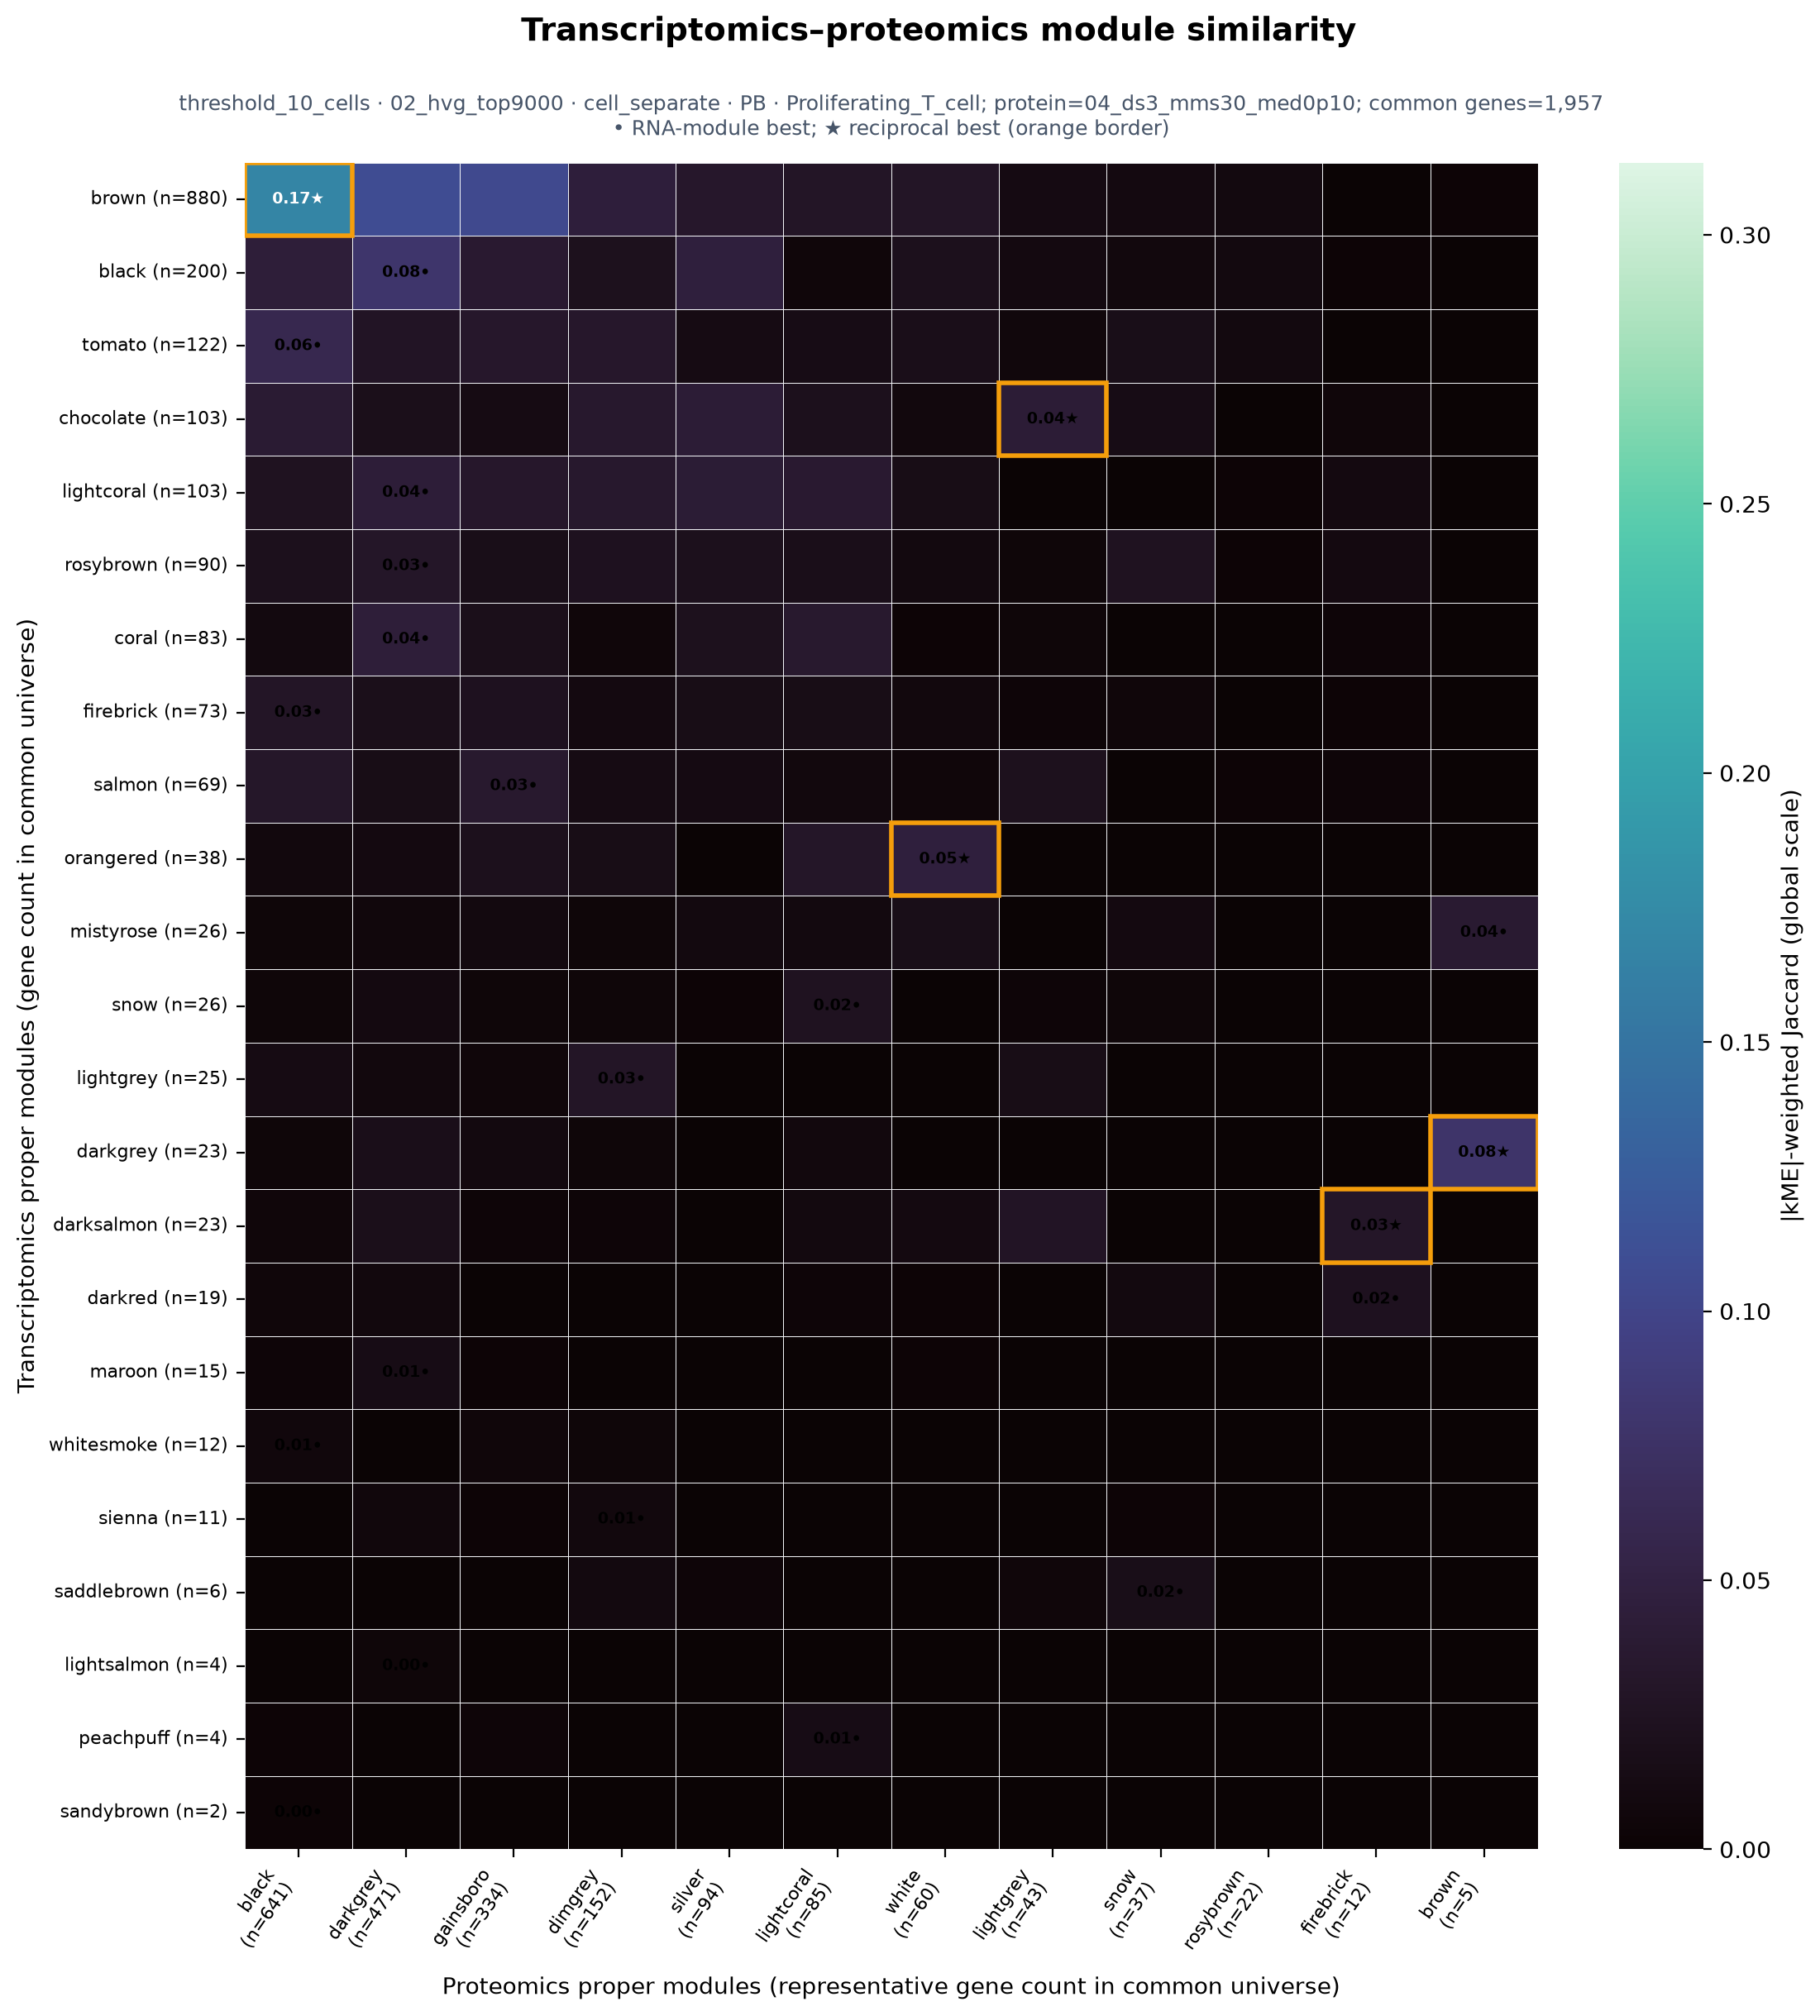 Transcriptomics–proteomics module similarity
threshold_10_cells · 02_hvg_top9000 · cell_separate · PB · Proliferating_T_cell; protein=04_ds3_mms30_med0p10; common genes=1,957
• RNA-module best; ★ reciprocal best (orange border)
Transcriptomics proper modules (gene count in common universe)
brown (n=880)
0.17★
black (n=200)
0.08•
tomato (n=122)
0.06•
chocolate (n=103)
0.04★
lightcoral (n=103)
0.04•
rosybrown (n=90)
0.03•
coral (n=83)
0.04•
firebrick (n=73)
0.03•
salmon (n=69)
0.03•
orangered (n=38)
0.05★
mistyrose (n=26)
0.04•
snow (n=26)
0.02•
lightgrey (n=25)
0.03•
darkgrey (n=23)
0.08★
darksalmon (n=23)
0.03★
darkred (n=19)
0.02•
maroon (n=15)
0.01•
whitesmoke (n=12)
0.01•
sienna (n=11)
0.01•
saddlebrown (n=6)
0.02•
lightsalmon (n=4)
0.00•
peachpuff (n=4)
0.01•
sandybrown (n=2)
0.00•
black
(n=641)
darkgrey
(n=471)
gainsboro
(n=334)
dimgrey
(n=152)
silver
(n=94)
lightcoral
(n=85)
white
(n=60)
lightgrey
(n=43)
snow
(n=37)
rosybrown
(n=22)
firebrick
(n=12)
brown
(n=5)
Proteomics proper modules (representative gene count in common universe)
0.30
0.25
0.20
0.15
0.10
0.05
0.00
|kME|-weighted Jaccard (global scale)